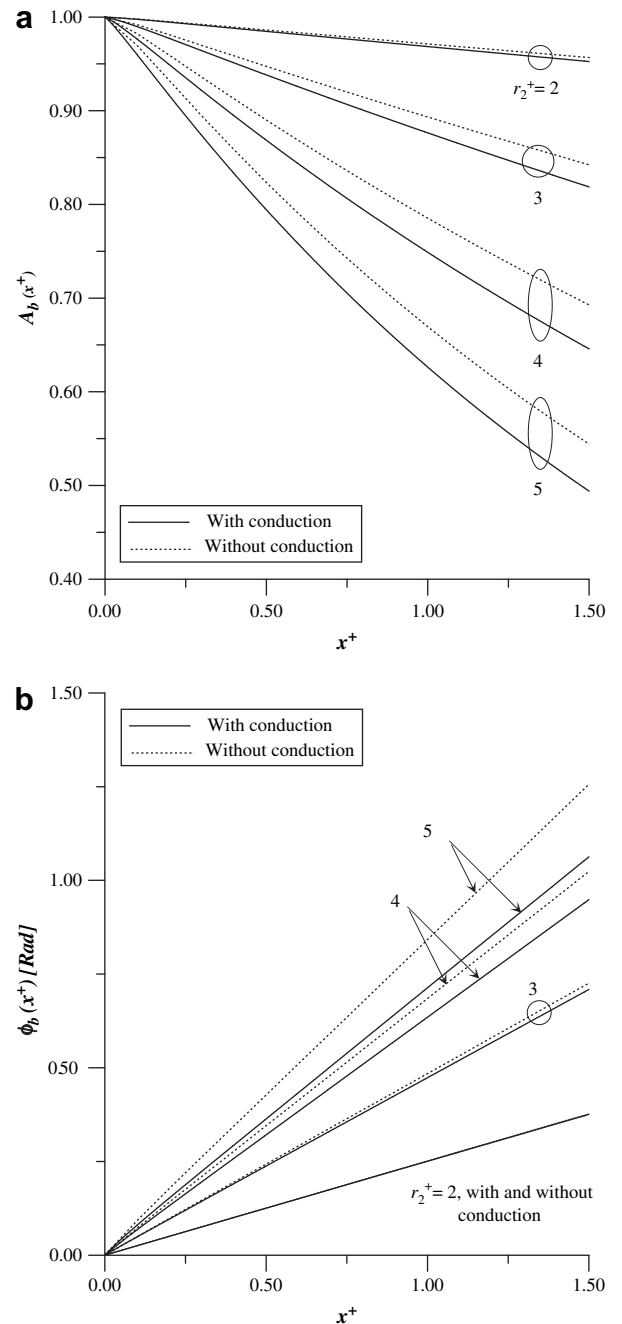 a
1.00
0.90
0.80
0.70
0.60
0.50
0.40
A_b (x⁺)
r₂⁺= 2
3
4
5
With conduction
Without conduction
0.00
0.50
1.00
1.50
x⁺
b
1.50
1.00
0.50
0.00
ϕ_b (x⁺) [Rad]
With conduction
Without conduction
5
4
3
r₂⁺= 2, with and without
conduction
0.00
0.50
1.00
1.50
x⁺